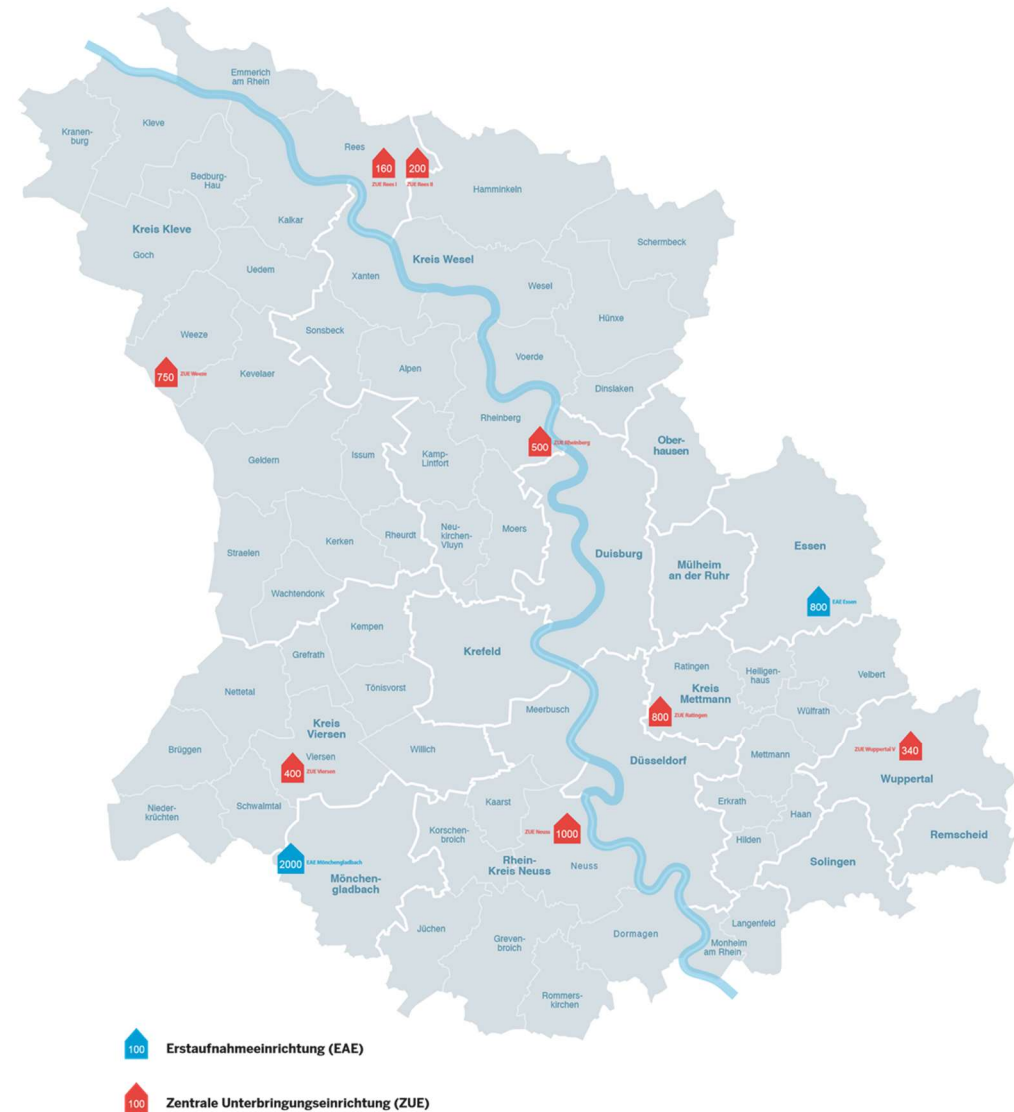 Emmerich
am Rhein
Kranen-
burg
Kleve
Rees
160
ZUE Rees I
200
ZUE Rees II
Bedburg-
Hau
Hamminkeln
Kalkar
Kreis Kleve
Goch
Schermbeck
Kreis Wesel
Uedem
Xanten
Wesel
Hünxe
Sonsbeck
Weeze
Voerde
Alpen
750
ZUE Weeze
Kevelaer
Dinslaken
Rheinberg
500
ZUE Rheinberg
Ober-
hausen
Geldern
Issum
Kamp-
Lintfort
Moers
Neu-
kirchen-
Vluyn
Rheurdt
Kerken
Straelen
Duisburg
Essen
Mülheim
an der Ruhr
Wachtendonk
800
EAE Essen
Kempen
Grefrath
Krefeld
Ratingen
Heiligen-
haus
Velbert
Nettetal
Tönisvorst
Kreis
Mettmann
Meerbusch
800
ZUE Ratingen
Wülfrath
Kreis
Viersen
Brüggen
Willich
Viersen
400
ZUE Viersen
Düsseldorf
Mettmann
ZUE Wuppertal V
340
Wuppertal
Nieder-
krüchten
Schwalmtal
Kaarst
Erkrath
Haan
Korschen-
broich
ZUE Neuss
1000
Hilden
Remscheid
2000
EAE Mönchengladbach
Mönchen-
gladbach
Rhein-
Kreis Neuss
Neuss
Solingen
Jüchen
Greven-
broich
Dormagen
Langenfeld
Monheim
am Rhein
Rommers-
kirchen
100
Erstaufnahmeeinrichtung (EAE)
100
Zentrale Unterbringungseinrichtung (ZUE)